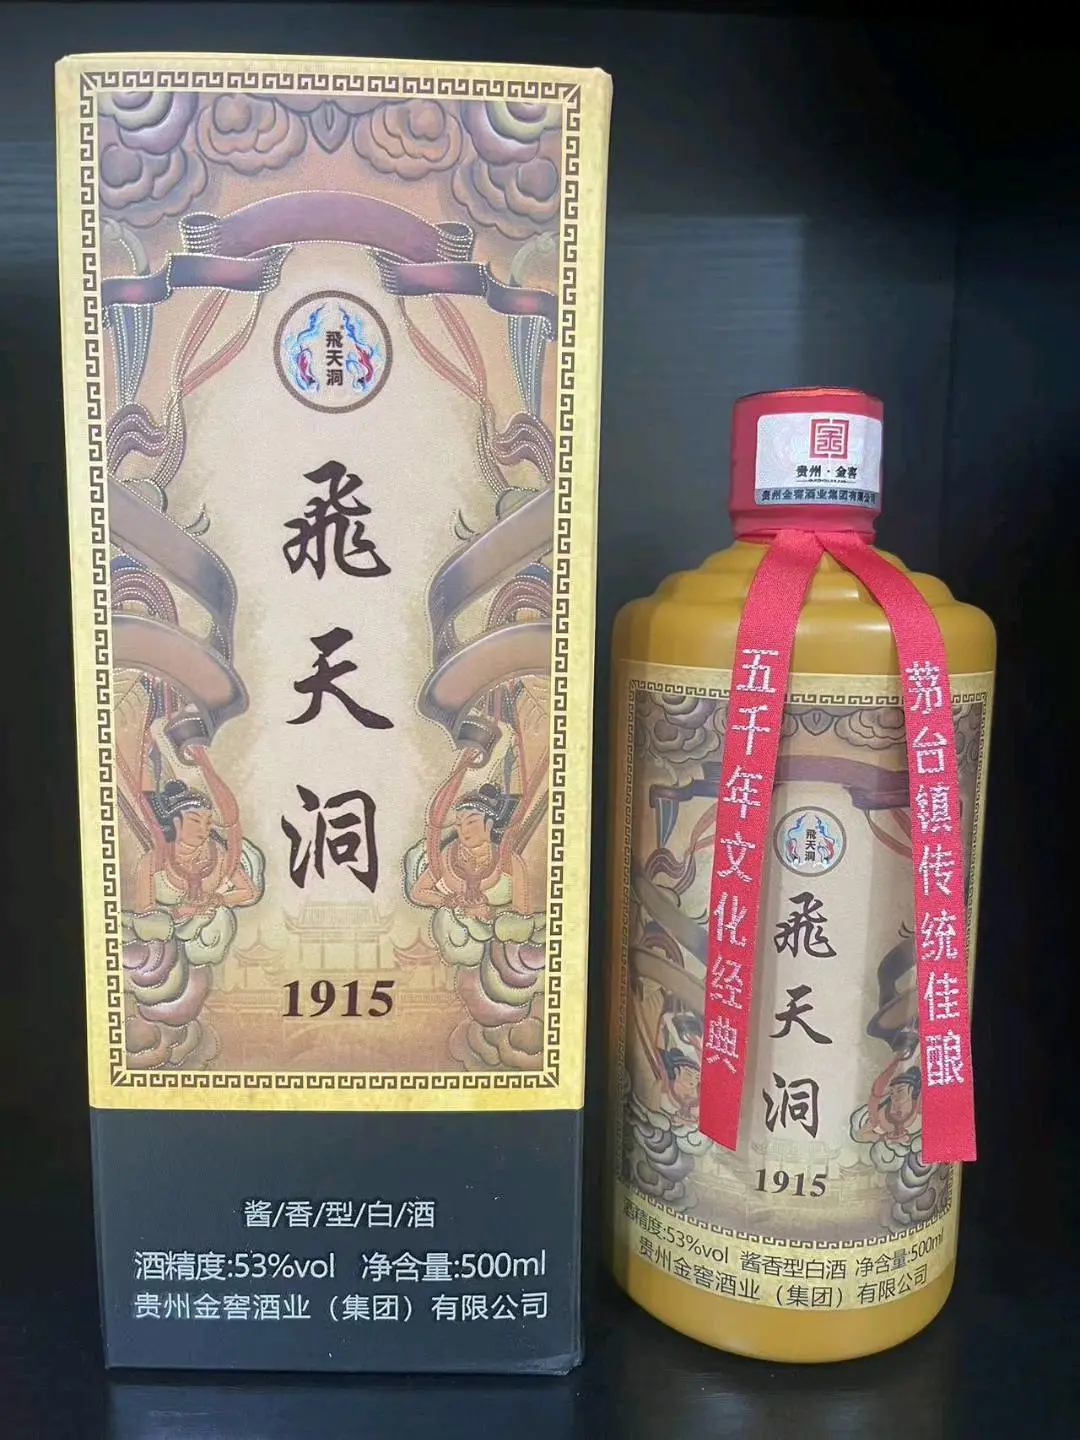 飛天洞
飛天洞
1915
酱/香/型/白/酒
酒精度:53%vol 净含量:500ml
贵州金窖酒业（集团）有限公司
贵州·金窖
贵州金窖酒业集团有限公司
五千年文化经典
茅台镇传统佳酿
飛天洞
飛天洞
1915
酒精度:53%vol 酱香型白酒 净含量:500ml
贵州金窖酒业（集团）有限公司